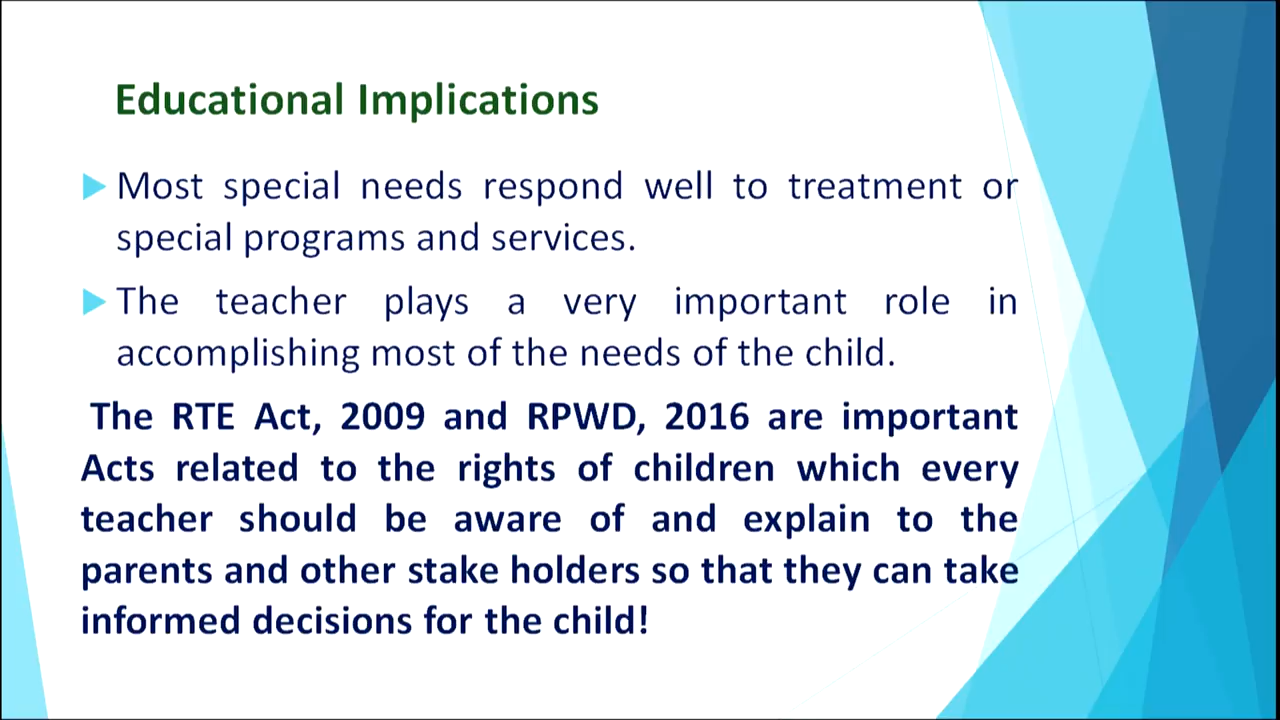 Educational Implications
Most special needs respond well to treatment or
special programs and services.
The teacher plays a very important role in
accomplishing most of the needs of the child.
The RTE Act, 2009 and RPWD, 2016 are important
Acts related to the rights of children which every
teacher should be aware of and explain to the
parents and other stake holders so that they can take
informed decisions for the child!